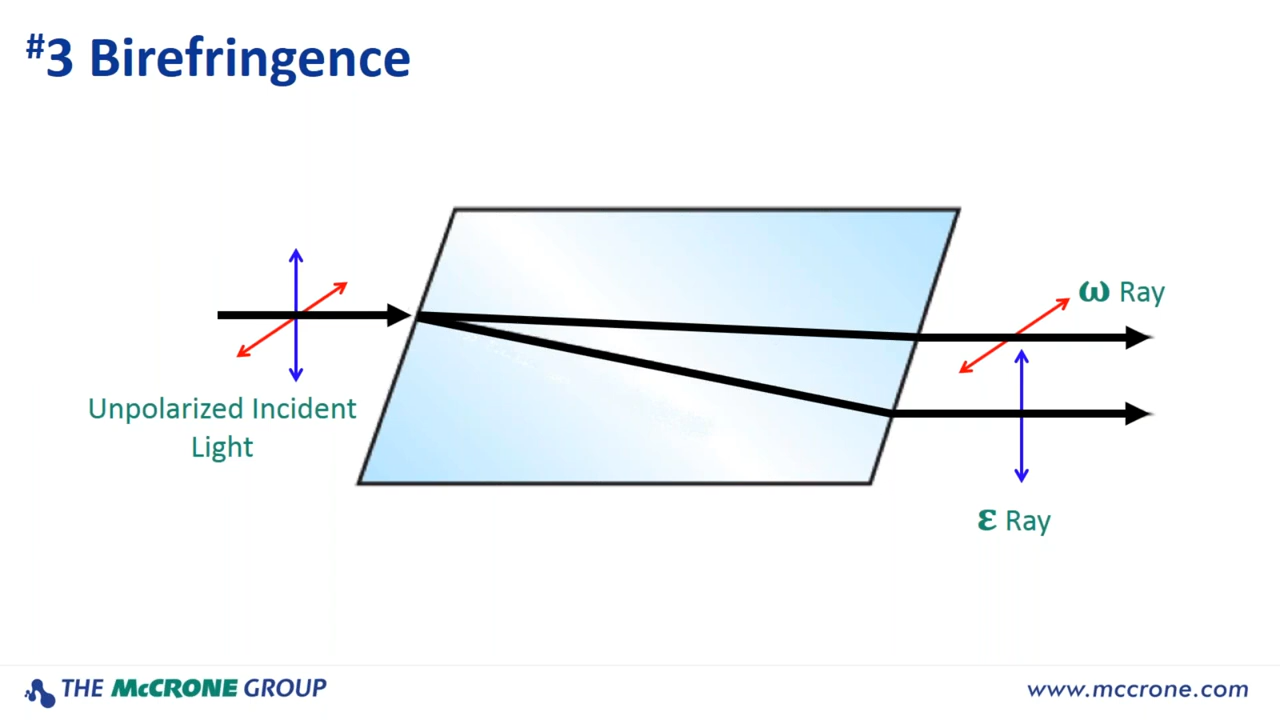 #3 Birefringence
ω Ray
Unpolarized Incident
Light
ε Ray
THE McCRONE GROUP
www.mccrone.com